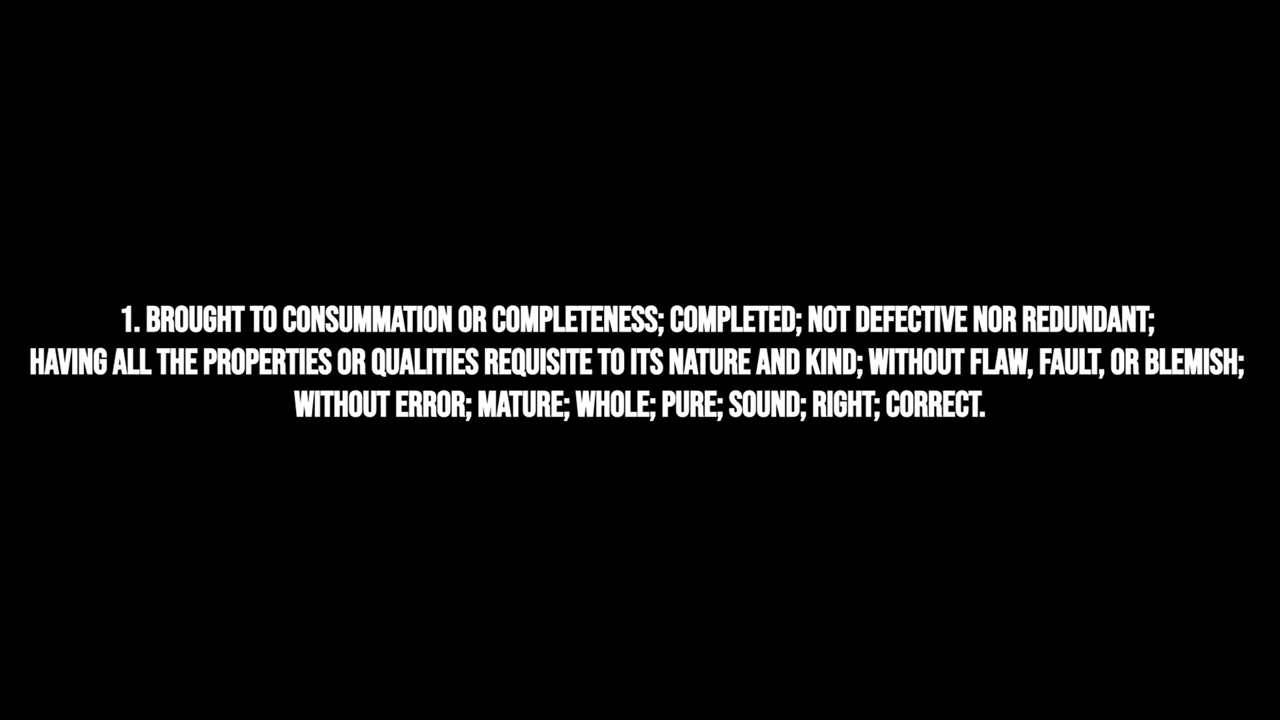 1. BROUGHT TO CONSUMMATION OR COMPLETENESS; COMPLETED; NOT DEFECTIVE NOR REDUNDANT;
HAVING ALL THE PROPERTIES OR QUALITIES REQUISITE TO ITS NATURE AND KIND; WITHOUT FLAW, FAULT, OR BLEMISH;
WITHOUT ERROR; MATURE; WHOLE; PURE; SOUND; RIGHT; CORRECT.